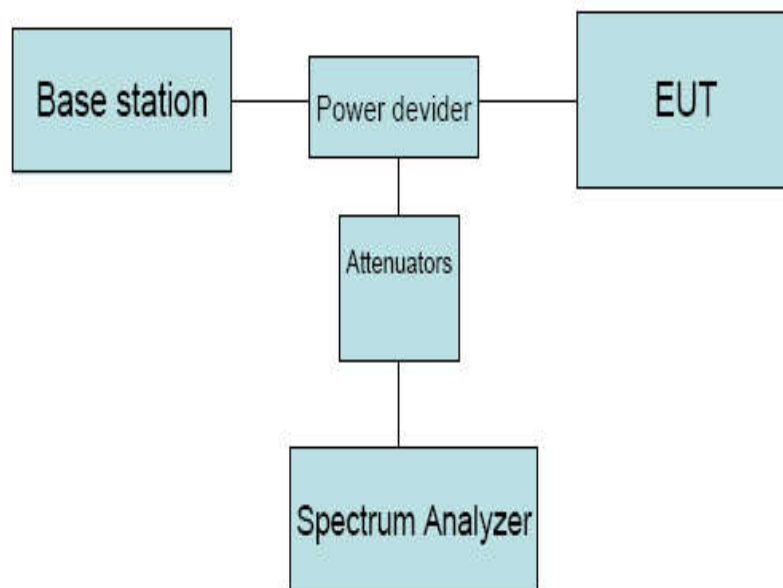 Base station
Power devider
EUT
Attenuators
Spectrum Analyzer